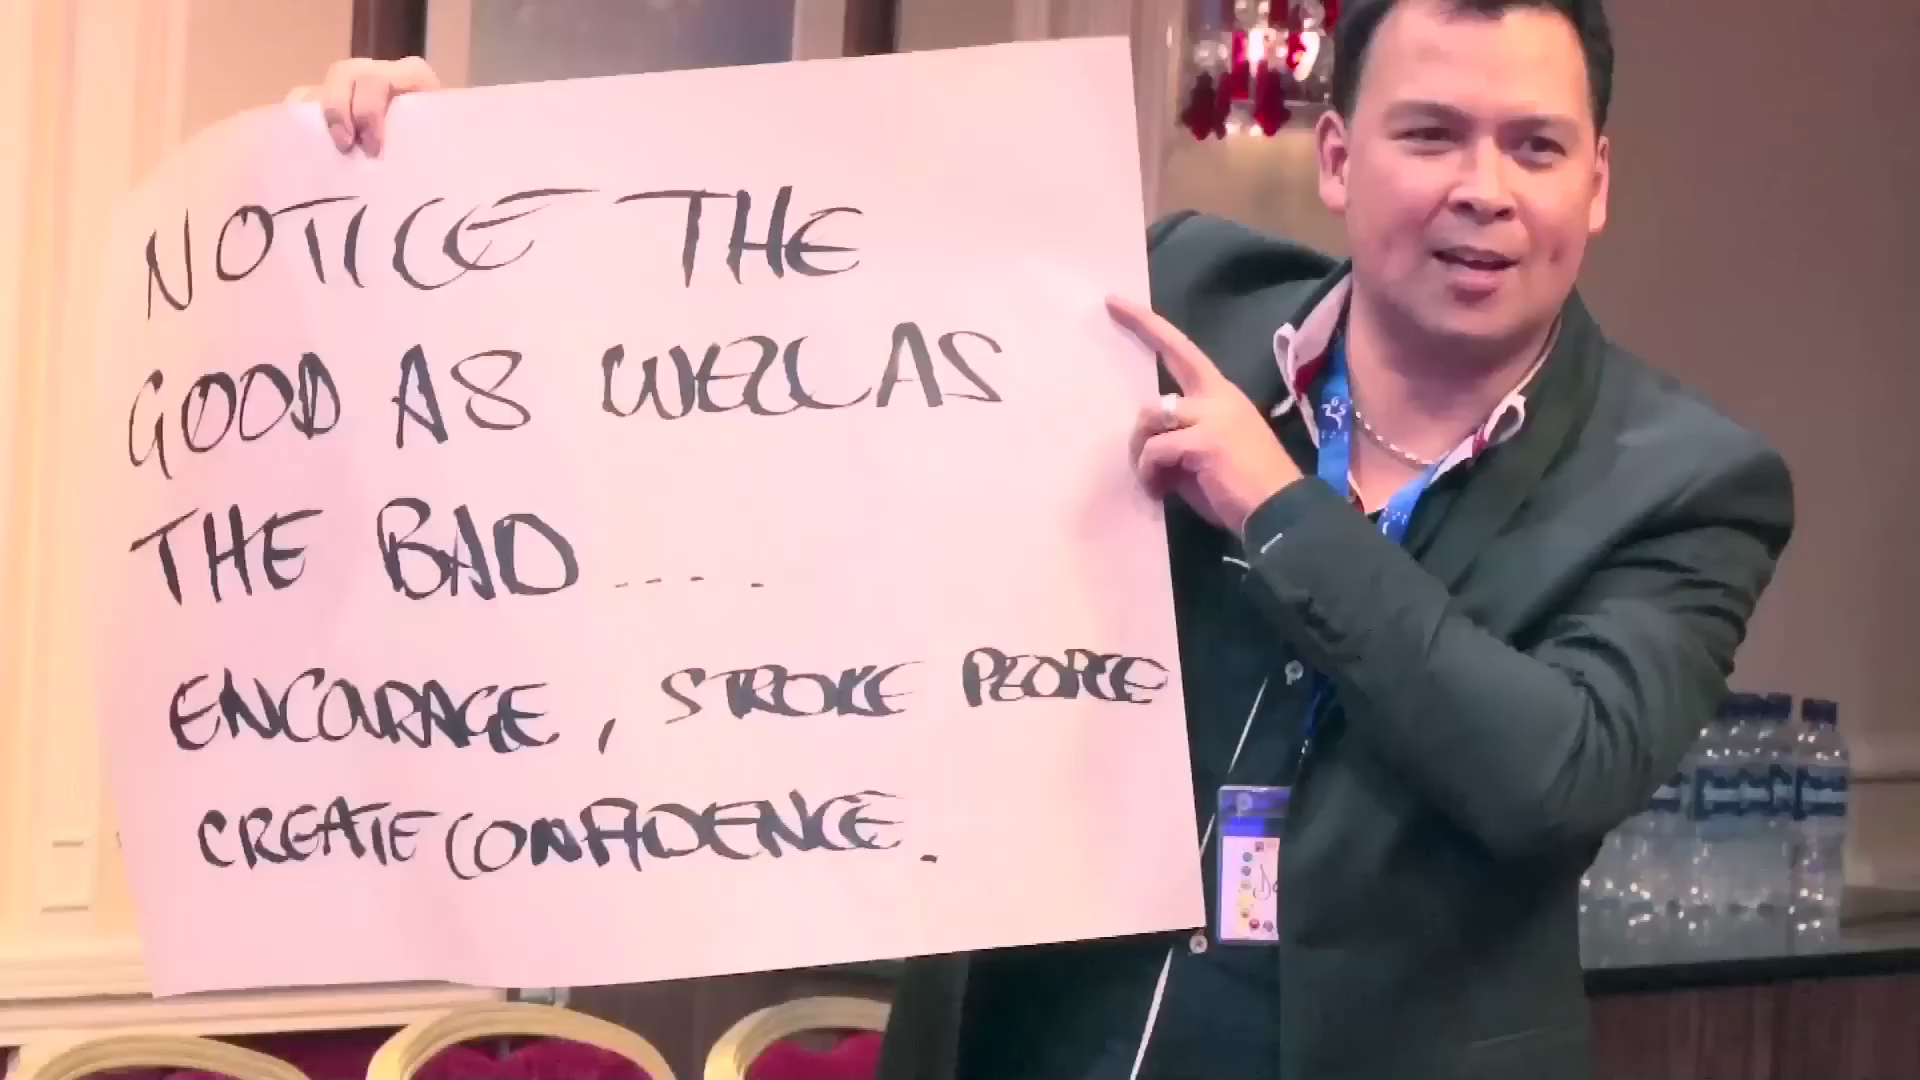 NOTICE THE
GOOD AS WELL AS
THE BAD .....
ENCOURAGE, STROKE PEOPLE
CREATE CONFIDENCE.